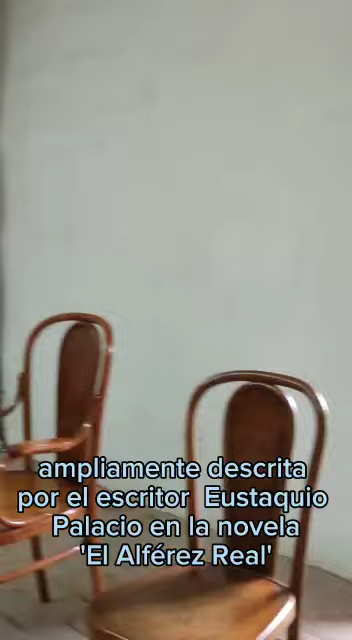 ampliamente descrita
por el escritor Eustaquio
Palacio en la novela
'El Alférez Real'